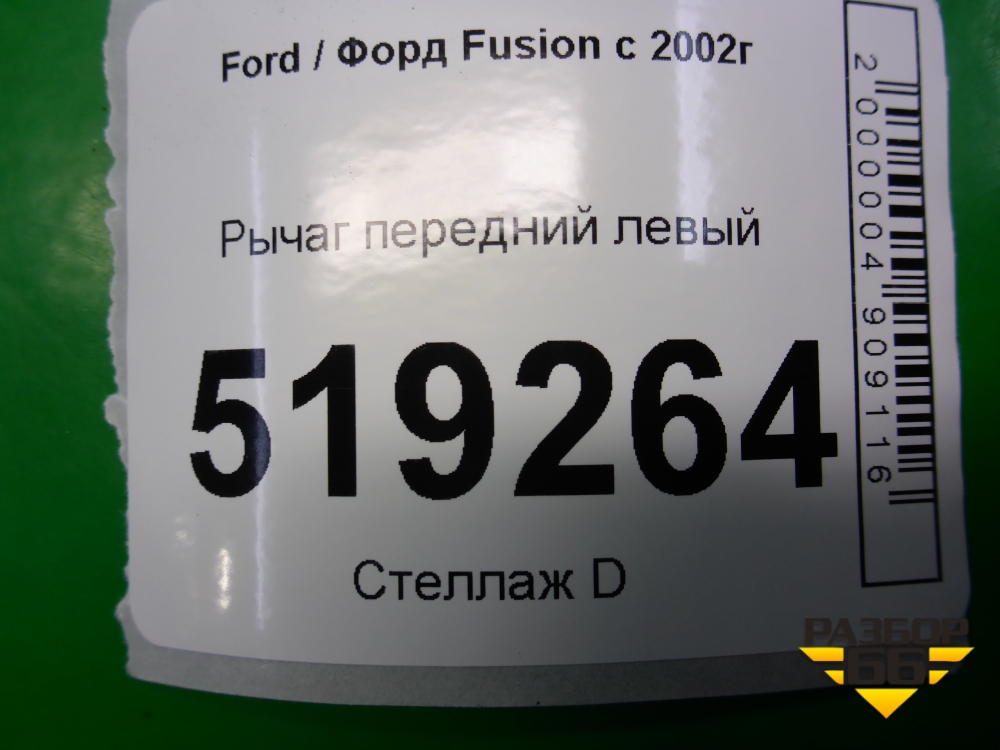 Ford / Форд Fusion с 2002г
Рычаг передний левый
519264
Стеллаж D
2000004909116
РАЗБОР
66